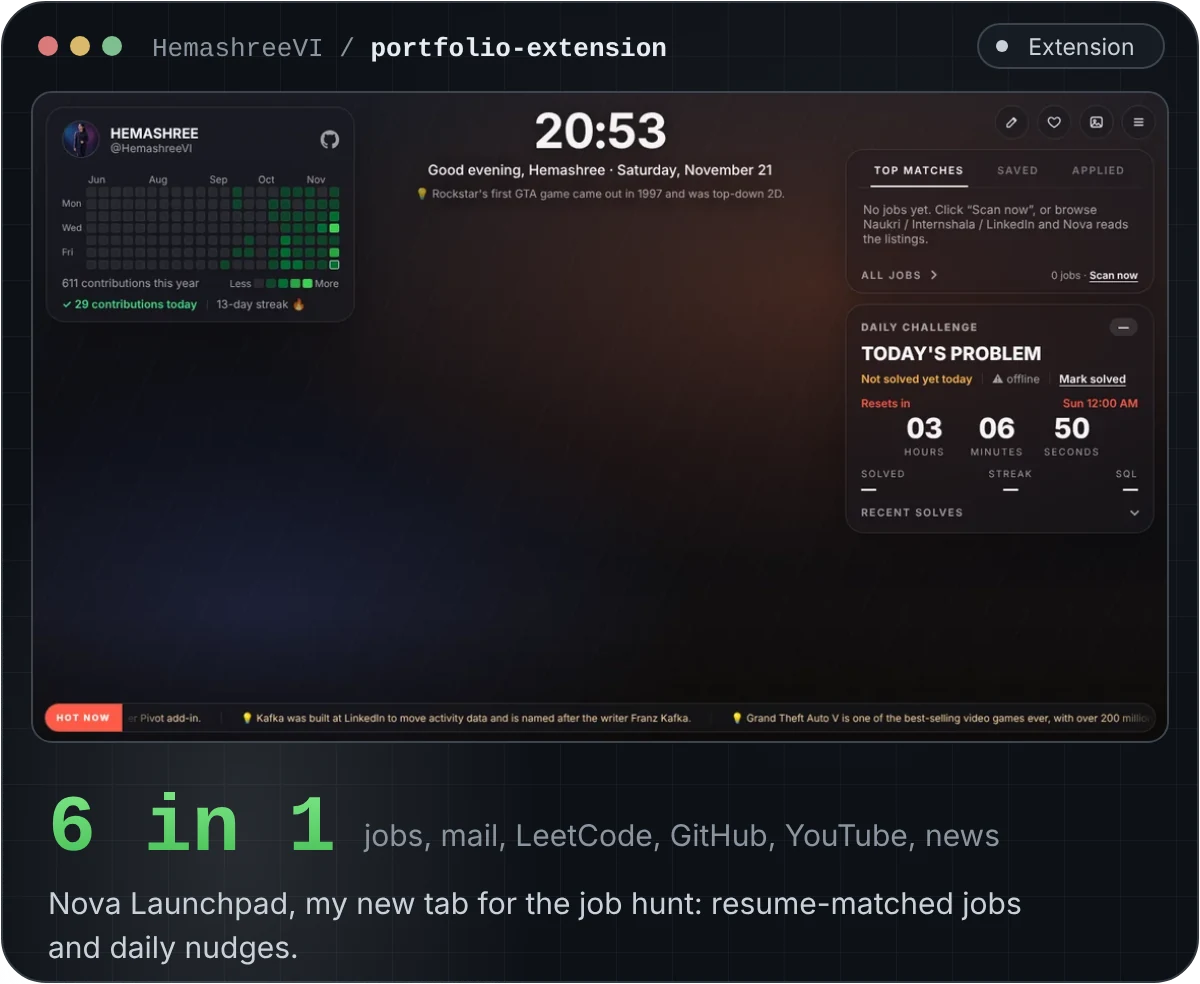 HemashreeVI / portfolio-extension
Extension
HEMASHREE
@HemashreeVI
Jun Aug Sep Oct Nov
Mon
Wed
Fri
611 contributions this year
Less More
✓ 29 contributions today
13-day streak 🔥
20:53
Good evening, Hemashree · Saturday, November 21
💡 Rockstar's first GTA game came out in 1997 and was top-down 2D.
TOP MATCHES SAVED APPLIED
No jobs yet. Click “Scan now”, or browse
Naukri / Internshala / LinkedIn and Nova reads
the listings.
ALL JOBS >
0 jobs · Scan now
DAILY CHALLENGE
TODAY'S PROBLEM
Not solved yet today ⚠ offline Mark solved
Resets in Sun 12:00 AM
03 06 50
HOURS MINUTES SECONDS
SOLVED STREAK SQL
— — —
RECENT SOLVES
HOT NOW
er Pivot add-in.
💡 Kafka was built at LinkedIn to move activity data and is named after the writer Franz Kafka.
💡 Grand Theft Auto V is one of the best-selling video games ever, with over 200
6 in 1 jobs, mail, LeetCode, GitHub, YouTube, news
Nova Launchpad, my new tab for the job hunt: resume-matched jobs
and daily nudges.